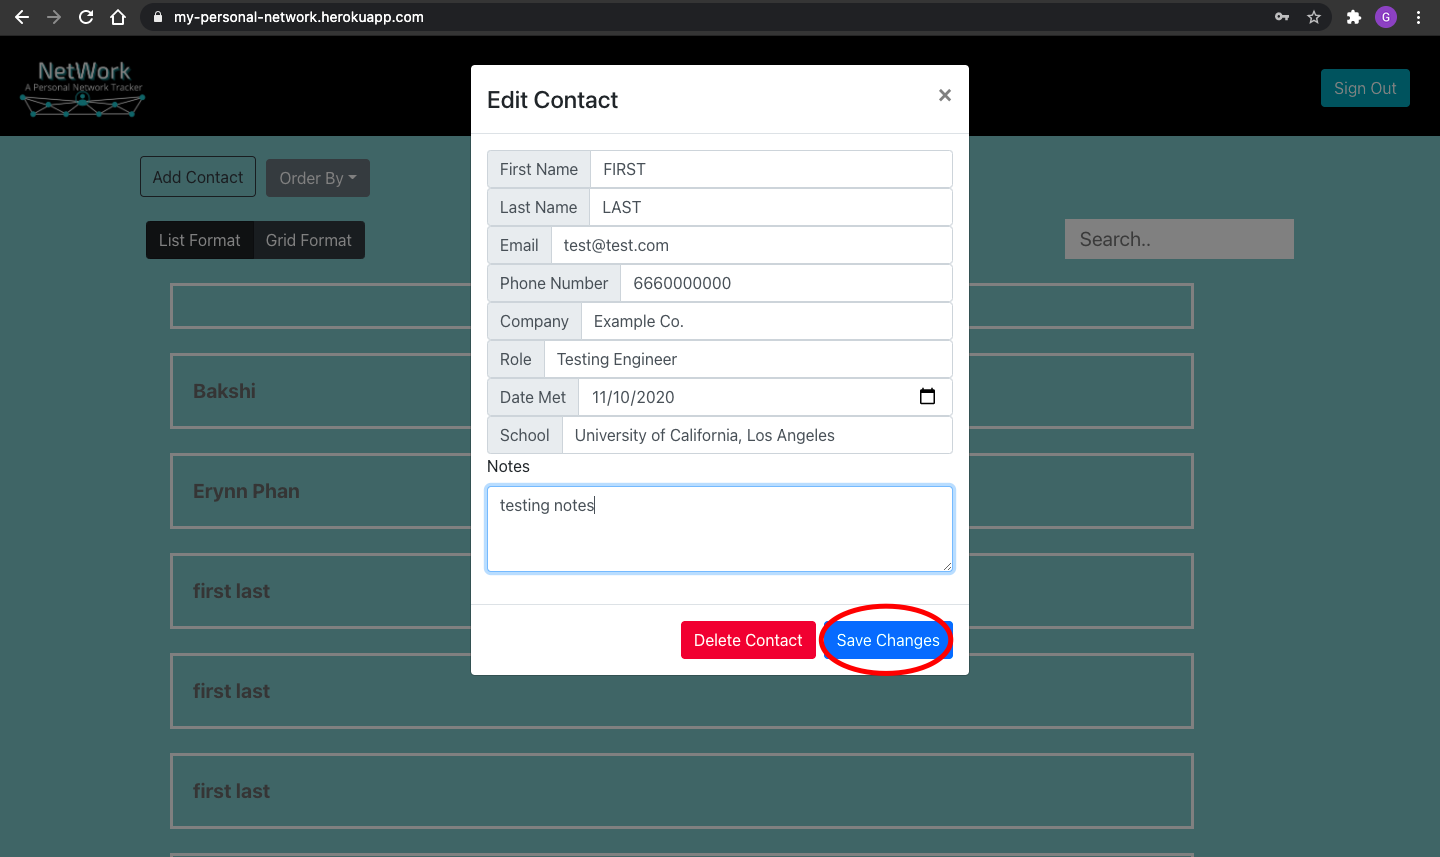 my-personal-network.herokuapp.com
G
NetWork
A Personal Network Tracker
Sign Out
Edit Contact
×
Add Contact
Order By
List Format
Grid Format
Search..
First Name
FIRST
Last Name
LAST
Email
test@test.com
Phone Number
6660000000
Company
Example Co.
Role
Testing Engineer
Date Met
11/10/2020
School
University of California, Los Angeles
Notes
testing notes
Delete Contact
Save Changes
Bakshi
Erynn Phan
first last
first last
first last